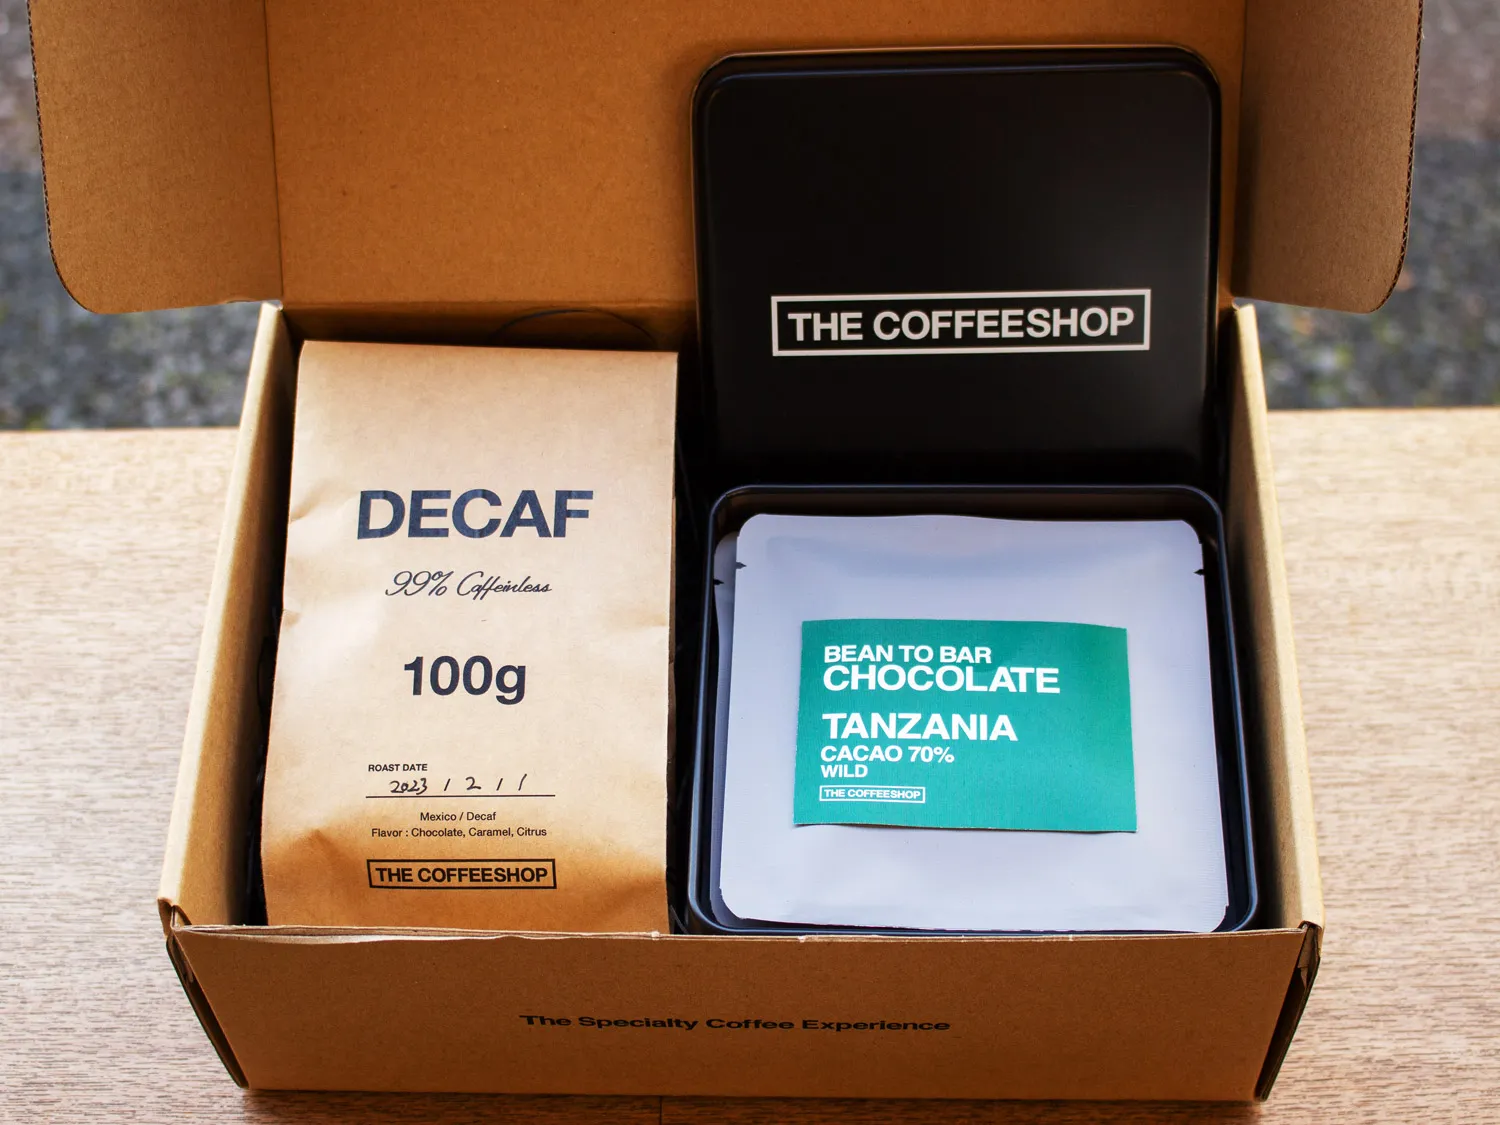 THE COFFEESHOP
DECAF
99% Caffeinless
100g
ROAST DATE
2023 / 2 / 1
Mexico / Decaf
Flavor : Chocolate, Caramel, Citrus
THE COFFEESHOP
BEAN TO BAR
CHOCOLATE
TANZANIA
CACAO 70%
WILD
THE COFFEESHOP
The Specialty Coffee Experience